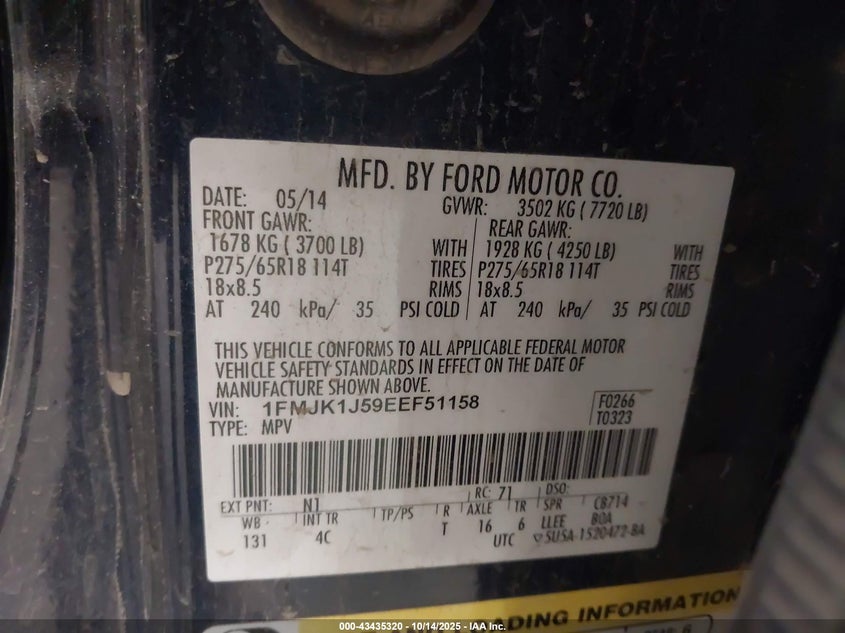 MFD. BY FORD MOTOR CO.
DATE: 05/14 GVWR: 3502 KG ( 7720 LB)
FRONT GAWR: REAR GAWR:
1678 KG ( 3700 LB) WITH 1928 KG ( 4250 LB) WITH
P275/65R18 114T TIRES P275/65R18 114T TIRES
18x8.5 RIMS 18x8.5 RIMS
AT 240 kPa/ 35 PSI COLD AT 240 kPa/ 35 PSI COLD
THIS VEHICLE CONFORMS TO ALL APPLICABLE FEDERAL MOTOR
VEHICLE SAFETY STANDARDS IN EFFECT ON THE DATE OF
MANUFACTURE SHOWN ABOVE.
VIN: 1FMJK1J59EEF51158 F0266
TYPE: MPV T0323
EXT PNT: N1 RC: 71 DSO:
WB INT TR TP/PS R AXLE TR SPR CB714
131 4C T 16 6 LLEE BOA
UTC ▽SUSA-1520472-BA
ADING INFORMATION
000-43435320 - 10/14/2025 - IAA Inc.